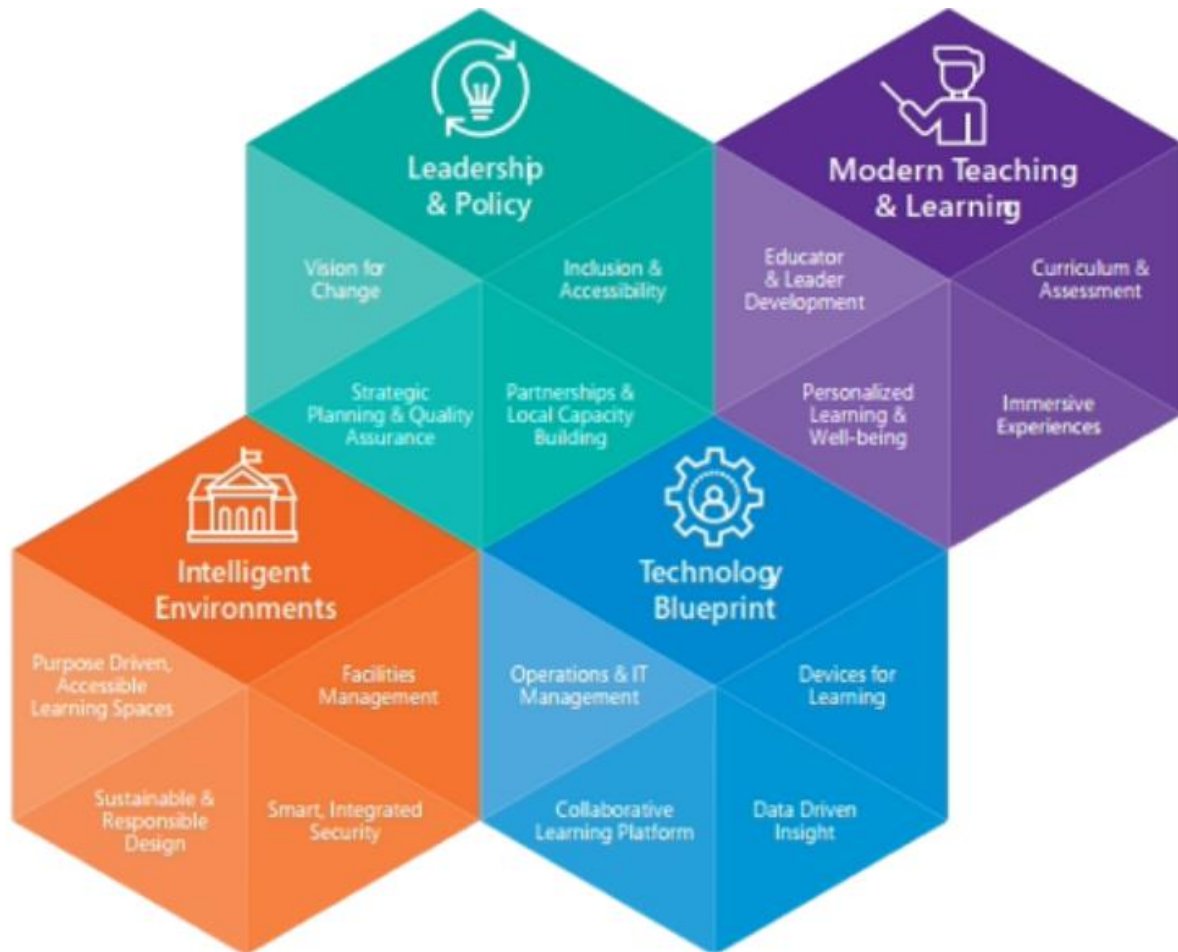 Leadership
& Policy
Vision for
Change
Inclusion &
Accessibility
Strategic
Planning & Quality
Assurance
Partnerships &
Local Capacity
Building
Modern Teaching
& Learning
Educator
& Leader
Development
Curriculum &
Assessment
Personalized
Learning &
Well-being
Immersive
Experiences
Intelligent
Environments
Purpose Driven,
Accessible
Learning Spaces
Facilities
Management
Sustainable &
Responsible
Design
Smart, Integrated
Security
Technology
Blueprint
Operations & IT
Management
Devices for
Learning
Collaborative
Learning Platform
Data Driven
Insight